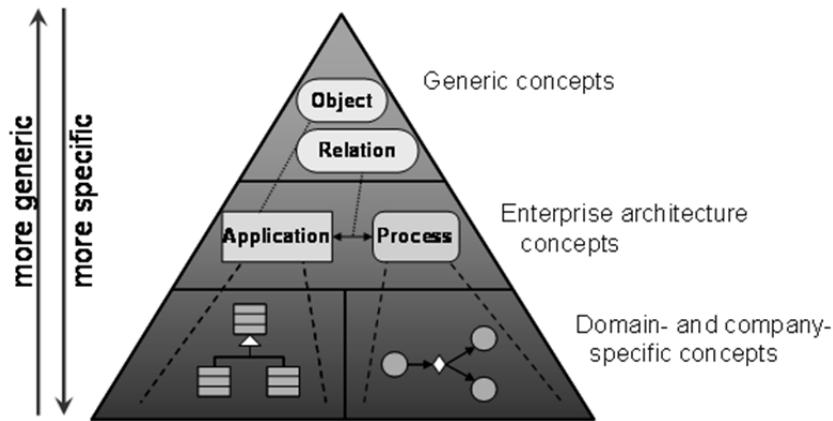 more generic
more specific
Object
Relation
Generic concepts
Application
Process
Enterprise architecture
concepts
Domain- and company-
specific concepts